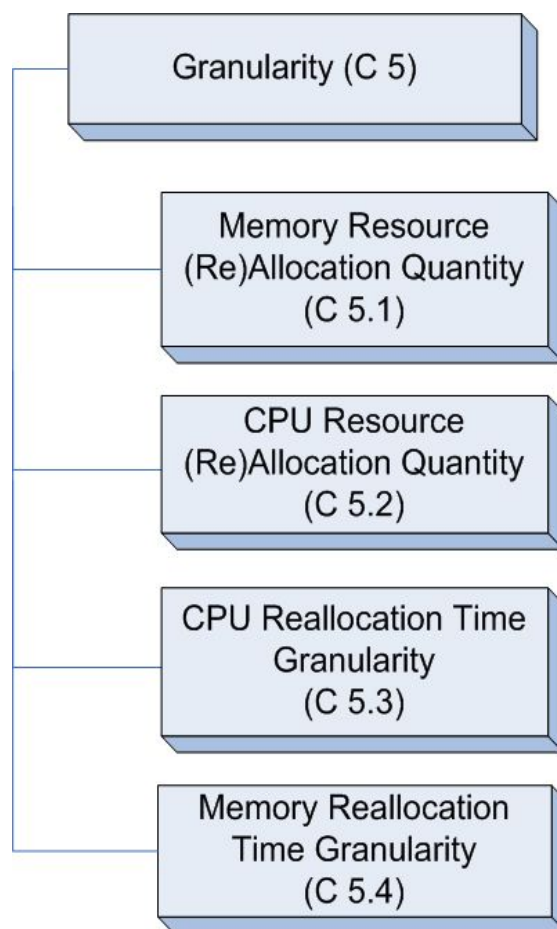 Granularity (C 5)
Memory Resource
(Re)Allocation Quantity
(C 5.1)
CPU Resource
(Re)Allocation Quantity
(C 5.2)
CPU Reallocation Time
Granularity
(C 5.3)
Memory Reallocation
Time Granularity
(C 5.4)